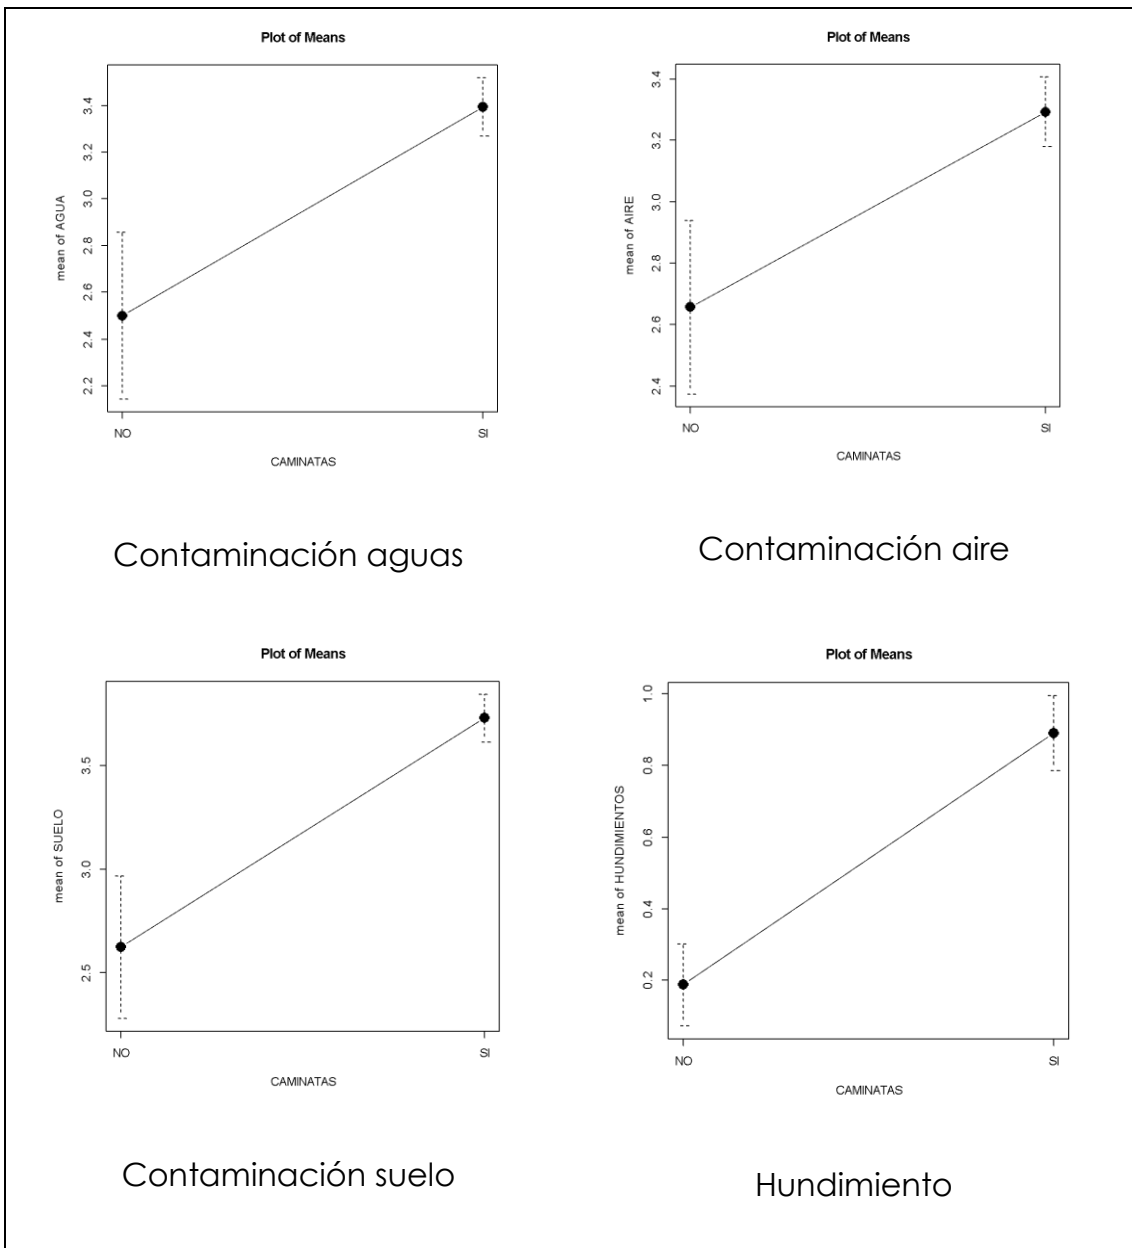 Plot of Means
mean of AGUA
3.4
3.2
3.0
2.8
2.6
2.4
2.2
NO
SI
CAMINATAS
Contaminación aguas
Plot of Means
mean of AIRE
3.4
3.2
3.0
2.8
2.6
2.4
NO
SI
CAMINATAS
Contaminación aire
Plot of Means
mean of SUELO
3.5
3.0
2.5
NO
SI
CAMINATAS
Contaminación suelo
Plot of Means
mean of HUNDIMIENTOS
1.0
0.8
0.6
0.4
0.2
NO
SI
CAMINATAS
Hundimiento